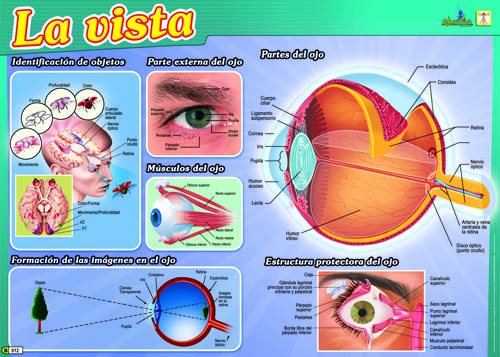 La vista
Identificación de objetos
Profundidad
Color
Forma
Cuerpo
articulado
lateral
Nervio
óptico
Punto
oculto
Retina
Movimiento
Color/Forma
Movimiento/Profundidad
V2
V1
Parte externa del ojo
Ceja
Párpado
superior
Iris
Pupila
Pestañas
Globo
ocular
Párpado
inferior
Músculos del ojo
Oblicuo superior
Recto superior
Recto lateral
Recto medial
Oblicuo inferior
Recto inferior
Partes del ojo
Esclerótica
Coroides
Cuerpo
ciliar
Ligamento
suspensorio
Córnea
Iris
Pupila
Humor
acuoso
Lente
Humor
vítreo
Retina
Nervio
óptico
Arteria y vena
centrales de
la retina
Disco óptico
(punto oculto)
Formación de las imágenes en el ojo
Objeto
Cristalino
Iris
Córnea
Transparente
Retina
Esclerótica
Imagen
formada
en la
retina
Pupila
Nervio
óptico
Estructura protectora del ojo
Ceja
Glándula lagrimal
principal con su porción
orbitaria y palpebral
Párpado
superior
Pestañas
Borde libre del
párpado inferior
Canalículo
superior
Saco lagrimal
Punto lagrimal
superior
Lagrimal inferior
Canalículo
inferior
Músculo palpebral
Conducto lacrimonasal
012